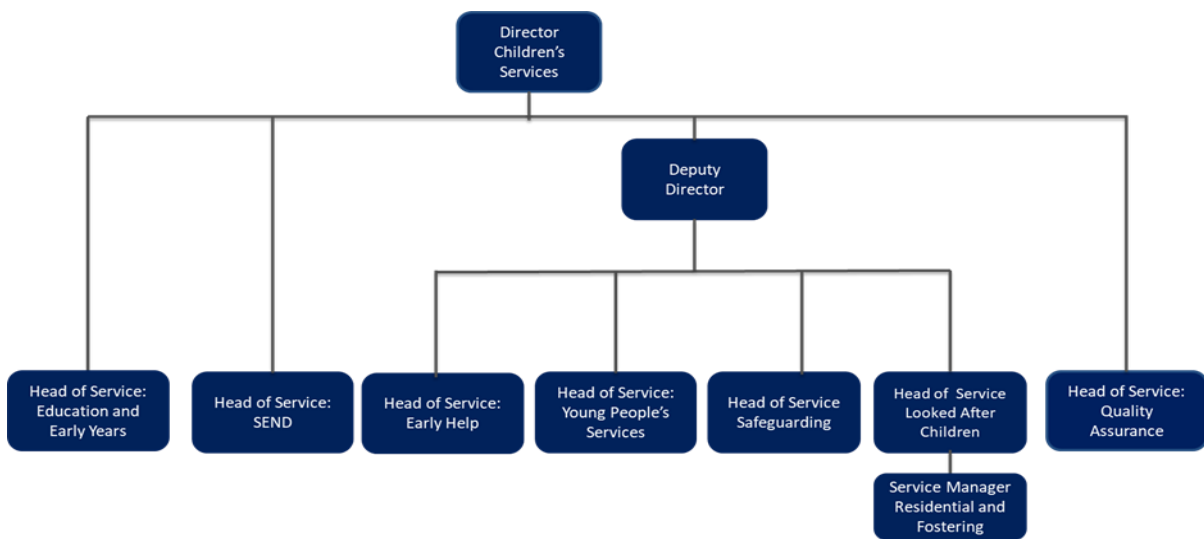 Director
Children's
Services
Deputy
Director
Head of Service:
Education and
Early Years
Head of Service:
SEND
Head of Service:
Early Help
Head of Service:
Young People's
Services
Head of Service
Safeguarding
Head of Service
Looked After
Children
Head of Service:
Quality
Assurance
Service Manager
Residential and
Fostering